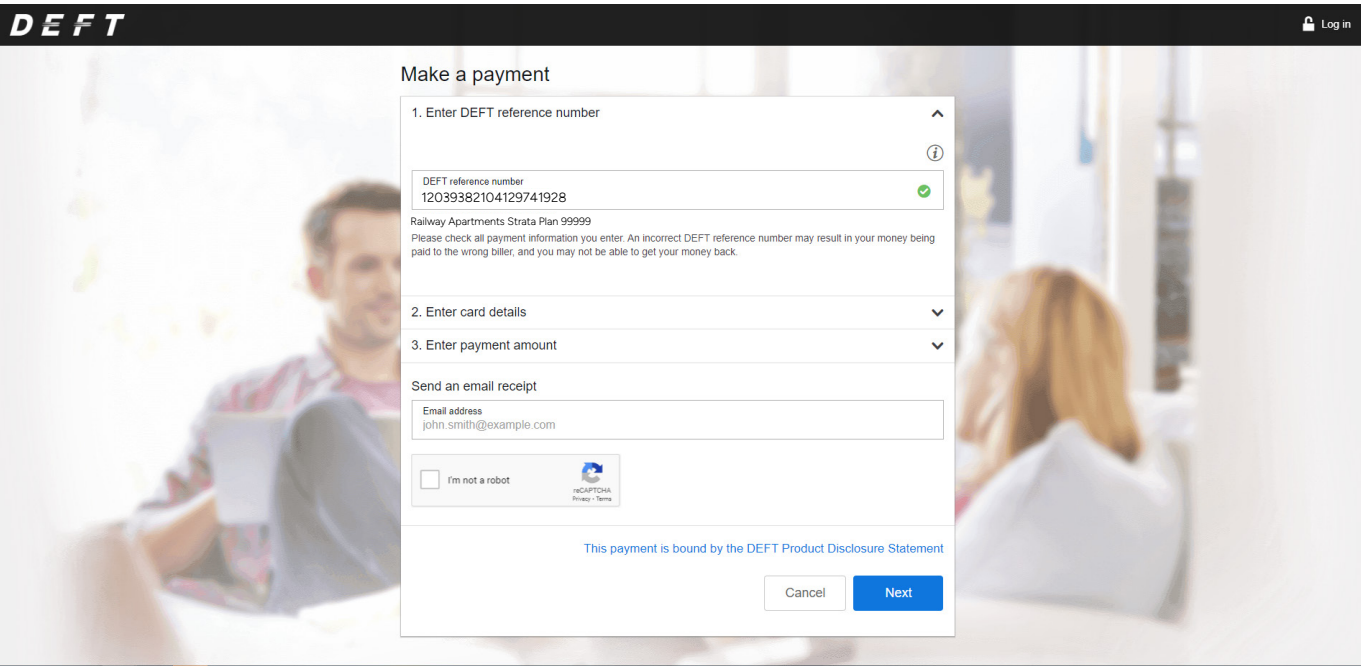 DEFT
Log in
Make a payment
1. Enter DEFT reference number
i
DEFT reference number
12039382104129741928
Railway Apartments Strata Plan 99999
Please check all payment information you enter. An incorrect DEFT reference number may result in your money being
paid to the wrong biller, and you may not be able to get your money back.
2. Enter card details
3. Enter payment amount
Send an email receipt
Email address
john.smith@example.com
I'm not a robot
reCAPTCHA
Privacy - Terms
This payment is bound by the DEFT Product Disclosure Statement
Cancel
Next